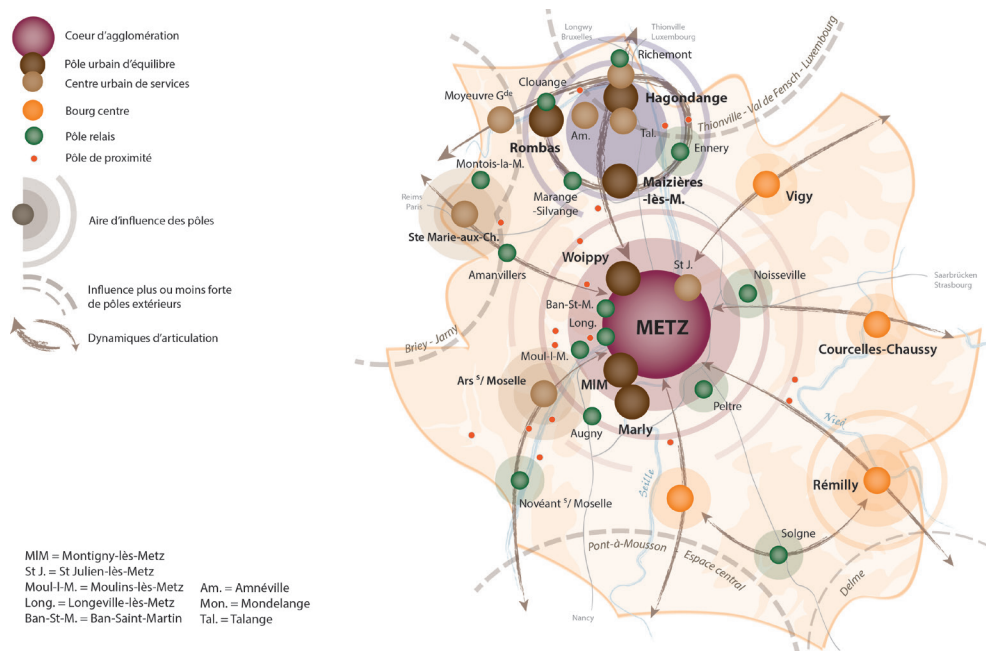 Coeur d'agglomération
Pôle urbain d'équilibre
Centre urbain de services
Bourg centre
Pôle relais
Pôle de proximité
Aire d'influence des pôles
Influence plus ou moins forte
de pôles extérieurs
Dynamiques d'articulation
Longwy
Bruxelles
Thionville
Luxembourg
Richemont
Clouange
Moyeuvre Gde
Hagondange
Thionville - Val de Fensch - Luxembourg
Am.
Tal.
Rombas
Ennery
Montois-la-M.
Maizières
-lès-M.
Marange
-Silvange
Vigy
Reims
Paris
Ste Marie-aux-Ch.
Woippy
St J.
Amanvillers
Noisseville
Saarbrücken
Strasbourg
Ban-St-M.
METZ
Long.
Briey - Jarny
Moul-l-M.
Courcelles-Chaussy
Ars s/ Moselle
MIM
Peltre
Marly
Nied
Augny
Seille
Rémilly
Novéant s/ Moselle
Solgne
Pont-à-Mousson
Espace central
Delme
Nancy
MIM = Montigny-lès-Metz
St J. = St Julien-lès-Metz
Moul-l-M. = Moulins-lès-Metz
Long. = Longeville-lès-Metz
Ban-St-M. = Ban-Saint-Martin
Am. = Amnéville
Mon. = Mondelange
Tal. = Talange